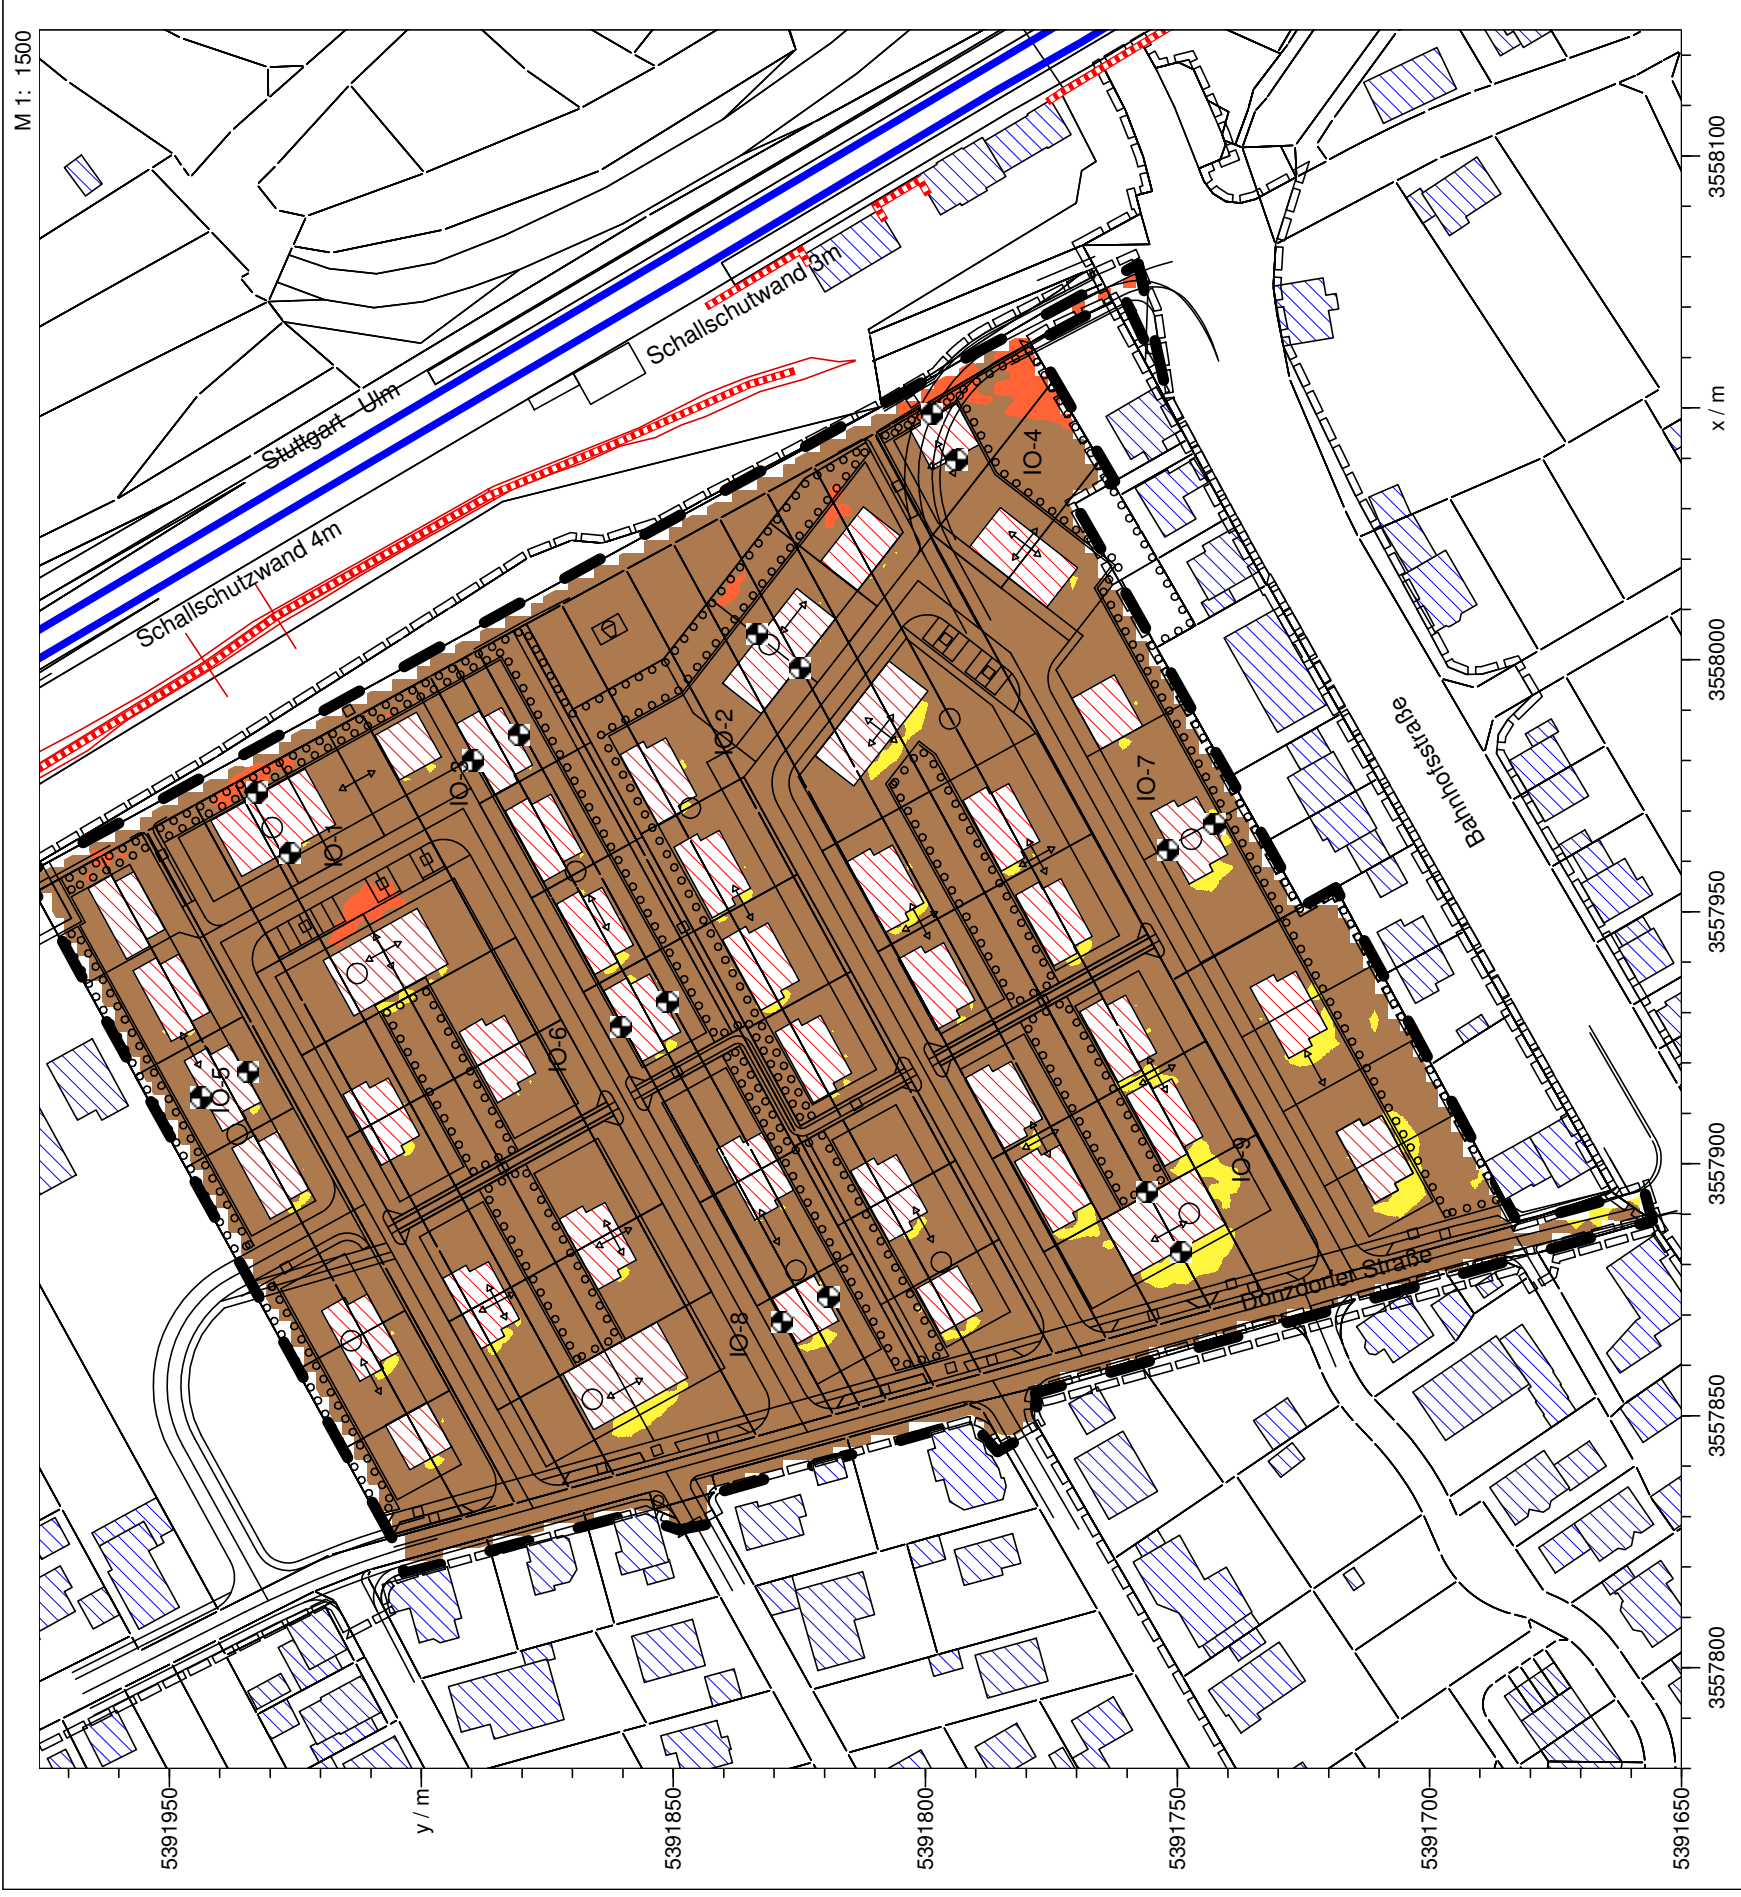 M 1: 1500
Stuttgart - Ulm
Schallschutzwand 4m
Schallschutwand 3m
IO-1
IO-2
IO-3
IO-4
IO-5
IO-6
IO-7
IO-8
IO-9
Bahnhofsstraße
Donzdorfer Straße
5391950
y / m
5391850
5391800
5391750
5391700
5391650
3557800
3557850
3557900
3557950
3558000
x / m
3558100